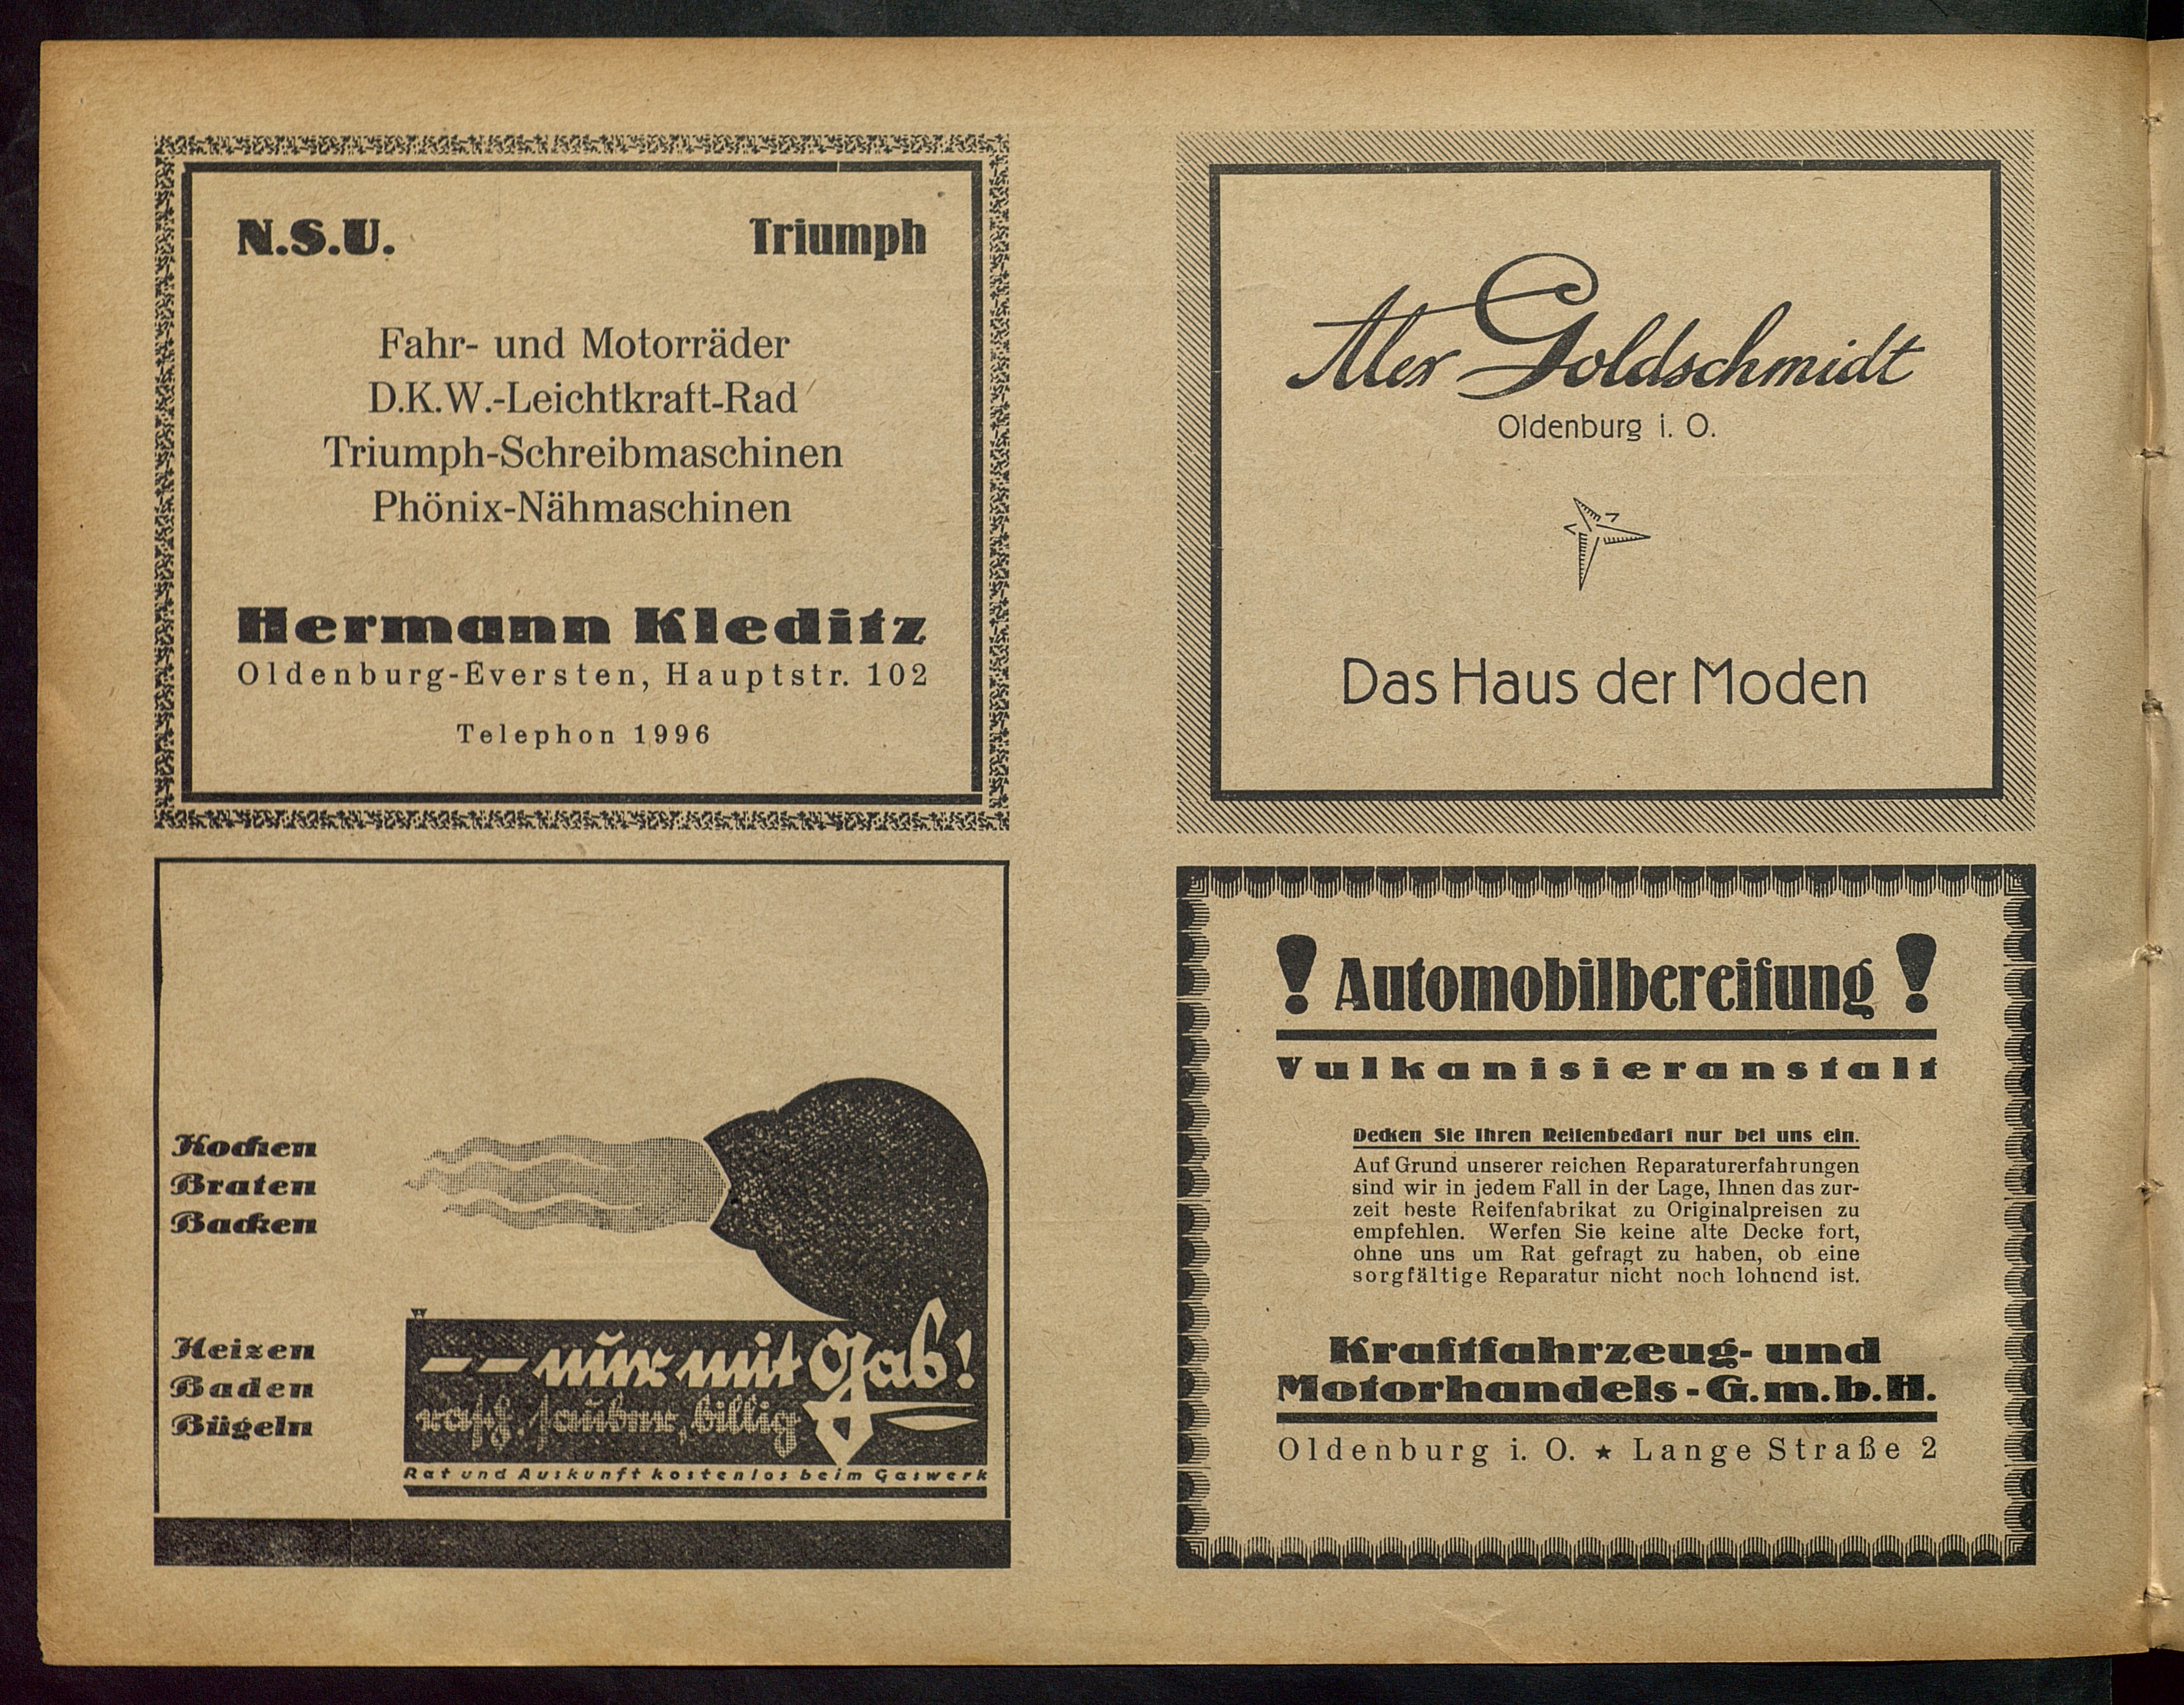 N.S.U. Triumph
Fahr- und Motorräder
D.K.W.-Leichtkraft-Rad
Triumph-Schreibmaschinen
Phönix-Nähmaschinen
Hermann Kleditz
Oldenburg-Eversten, Hauptstr. 102
Telephon 1996
Alex Goldschmidt
Oldenburg i. O.
Das Haus der Moden
Kochen
Braten
Backen
Heizen
Baden
Bügeln
-- nur mit Gas!
rasch, sauber, billig
Rat und Auskunft kostenlos beim Gaswerk
! Automobilbereifung !
Vulkanisieranstalt
Decken Sie Ihren Reifenbedarf nur bei uns ein.
Auf Grund unserer reichen Reparaturerfahrungen
sind wir in jedem Fall in der Lage, Ihnen das zur-
zeit beste Reifenfabrikat zu Originalpreisen zu
empfehlen. Werfen Sie keine alte Decke fort,
ohne uns um Rat gefragt zu haben, ob eine
sorgfältige Reparatur nicht noch lohnend ist.
Kraftfahrzeug- und
Motorhandels-G.m.b.H.
Oldenburg i. O. ★ Lange Straße 2